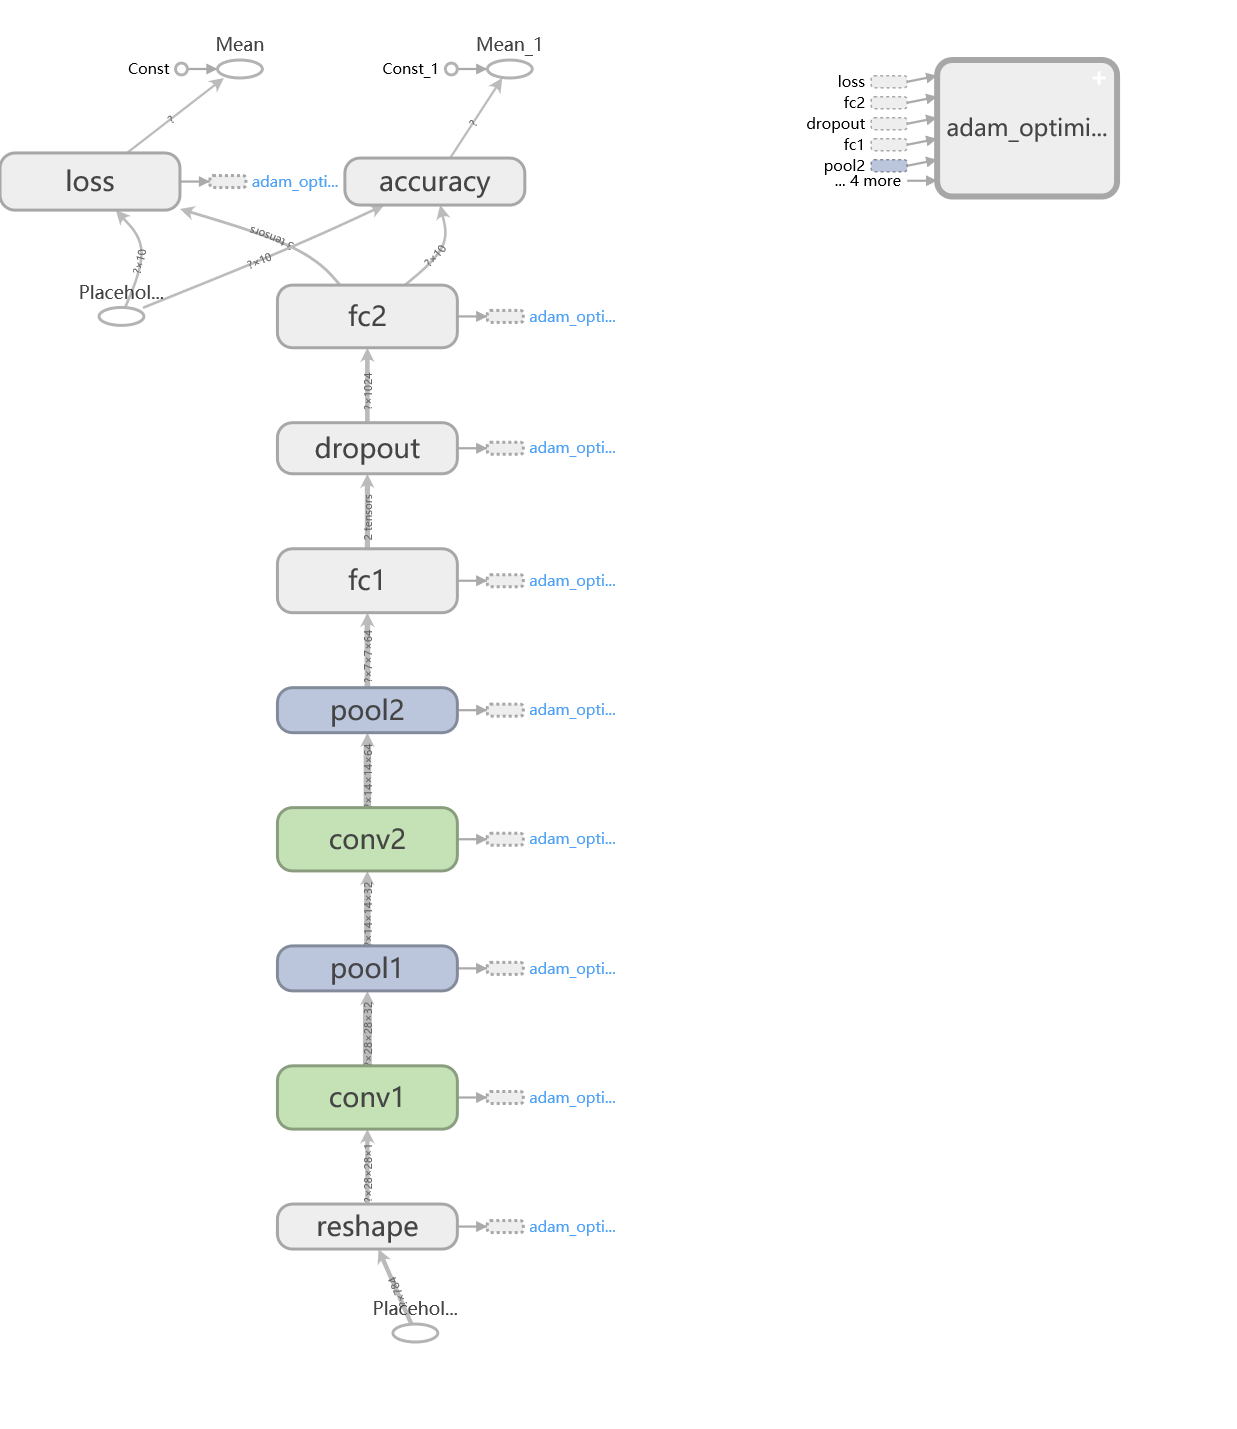 Mean
Mean_1
Const
Const_1
?
?
loss
adam_opti...
accuracy
3 tensors
?×10
?×10
?×10
Placehol...
fc2
adam_opti...
?×1024
dropout
adam_opti...
2 tensors
fc1
adam_opti...
?×7×7×64
pool2
adam_opti...
?×14×14×64
conv2
adam_opti...
?×14×14×32
pool1
adam_opti...
?×28×28×32
conv1
adam_opti...
?×28×28×1
reshape
adam_opti...
?×784
Placehol...
loss
fc2
dropout
fc1
pool2
... 4 more
+
adam_optimi...